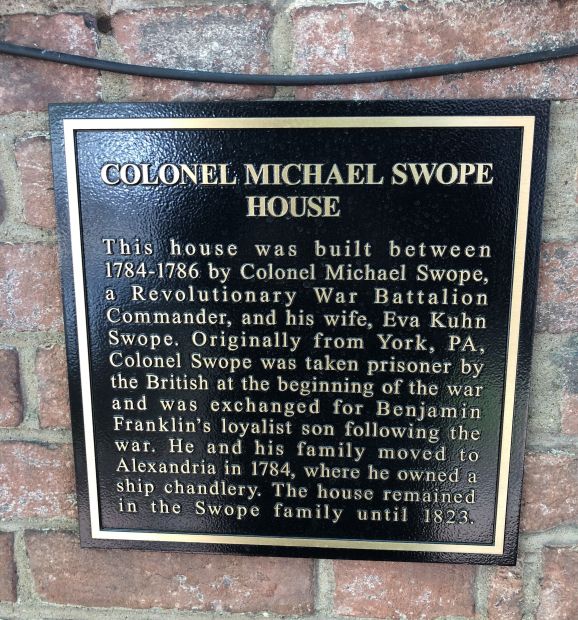 COLONEL MICHAEL SWOPE
HOUSE
This house was built between
1784-1786 by Colonel Michael Swope,
a Revolutionary War Battalion
Commander, and his wife, Eva Kuhn
Swope. Originally from York, PA,
Colonel Swope was taken prisoner by
the British at the beginning of the war
and was exchanged for Benjamin
Franklin's loyalist son following the
war. He and his family moved to
Alexandria in 1784, where he owned a
ship chandlery. The house remained
in the Swope family until 1823.